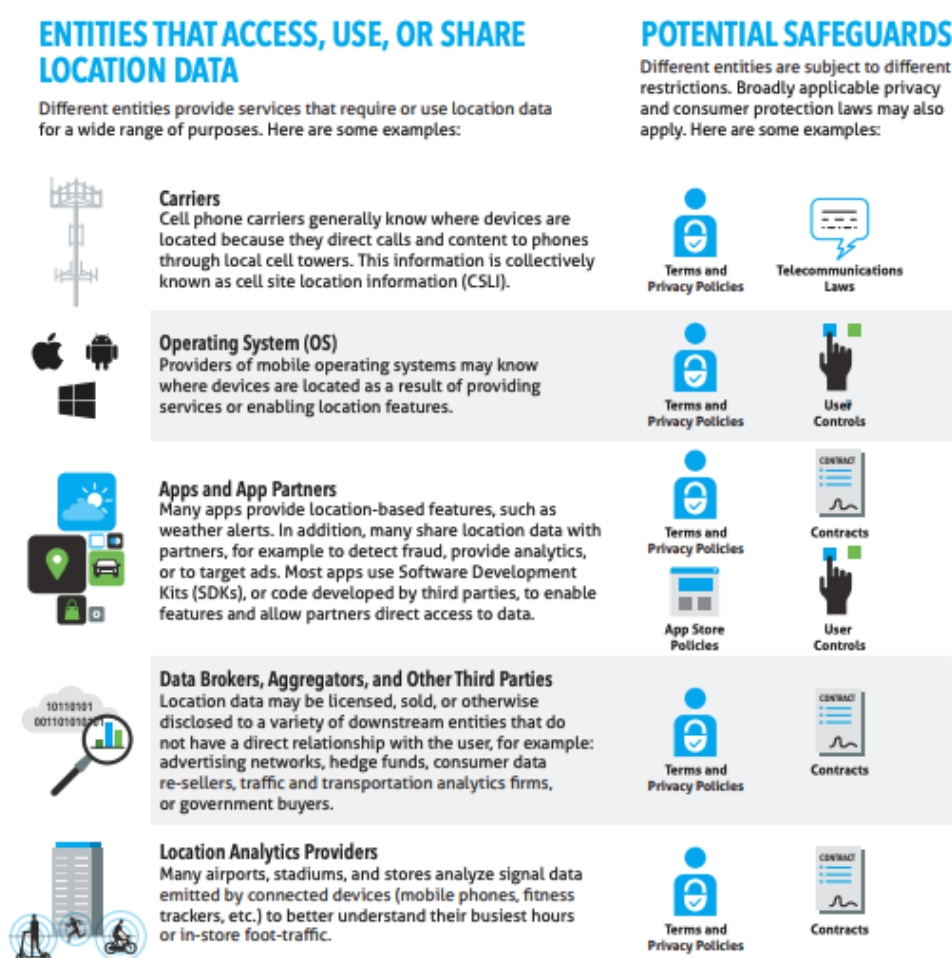 ENTITIES THAT ACCESS, USE, OR SHARE
LOCATION DATA
Different entities provide services that require or use location data
for a wide range of purposes. Here are some examples:
POTENTIAL SAFEGUARDS
Different entities are subject to different
restrictions. Broadly applicable privacy
and consumer protection laws may also
apply. Here are some examples:
Carriers
Cell phone carriers generally know where devices are
located because they direct calls and content to phones
through local cell towers. This information is collectively
known as cell site location information (CSLI).
Terms and
Privacy Policies
Telecommunications
Laws
Operating System (OS)
Providers of mobile operating systems may know
where devices are located as a result of providing
services or enabling location features.
Terms and
Privacy Policies
User
Controls
Apps and App Partners
Many apps provide location-based features, such as
weather alerts. In addition, many share location data with
partners, for example to detect fraud, provide analytics,
or to target ads. Most apps use Software Development
Kits (SDKs), or code developed by third parties, to enable
features and allow partners direct access to data.
Terms and
Privacy Policies
CONTRACT
Contracts
App Store
Policies
User
Controls
10110101
001101010101
Data Brokers, Aggregators, and Other Third Parties
Location data may be licensed, sold, or otherwise
disclosed to a variety of downstream entities that do
not have a direct relationship with the user, for example:
advertising networks, hedge funds, consumer data
re-sellers, traffic and transportation analytics firms,
or government buyers.
Terms and
Privacy Policies
CONTRACT
Contracts
Location Analytics Providers
Many airports, stadiums, and stores analyze signal data
emitted by connected devices (mobile phones, fitness
trackers, etc.) to better understand their busiest hours
or in-store foot-traffic.
Terms and
Privacy Policies
CONTRACT
Contracts